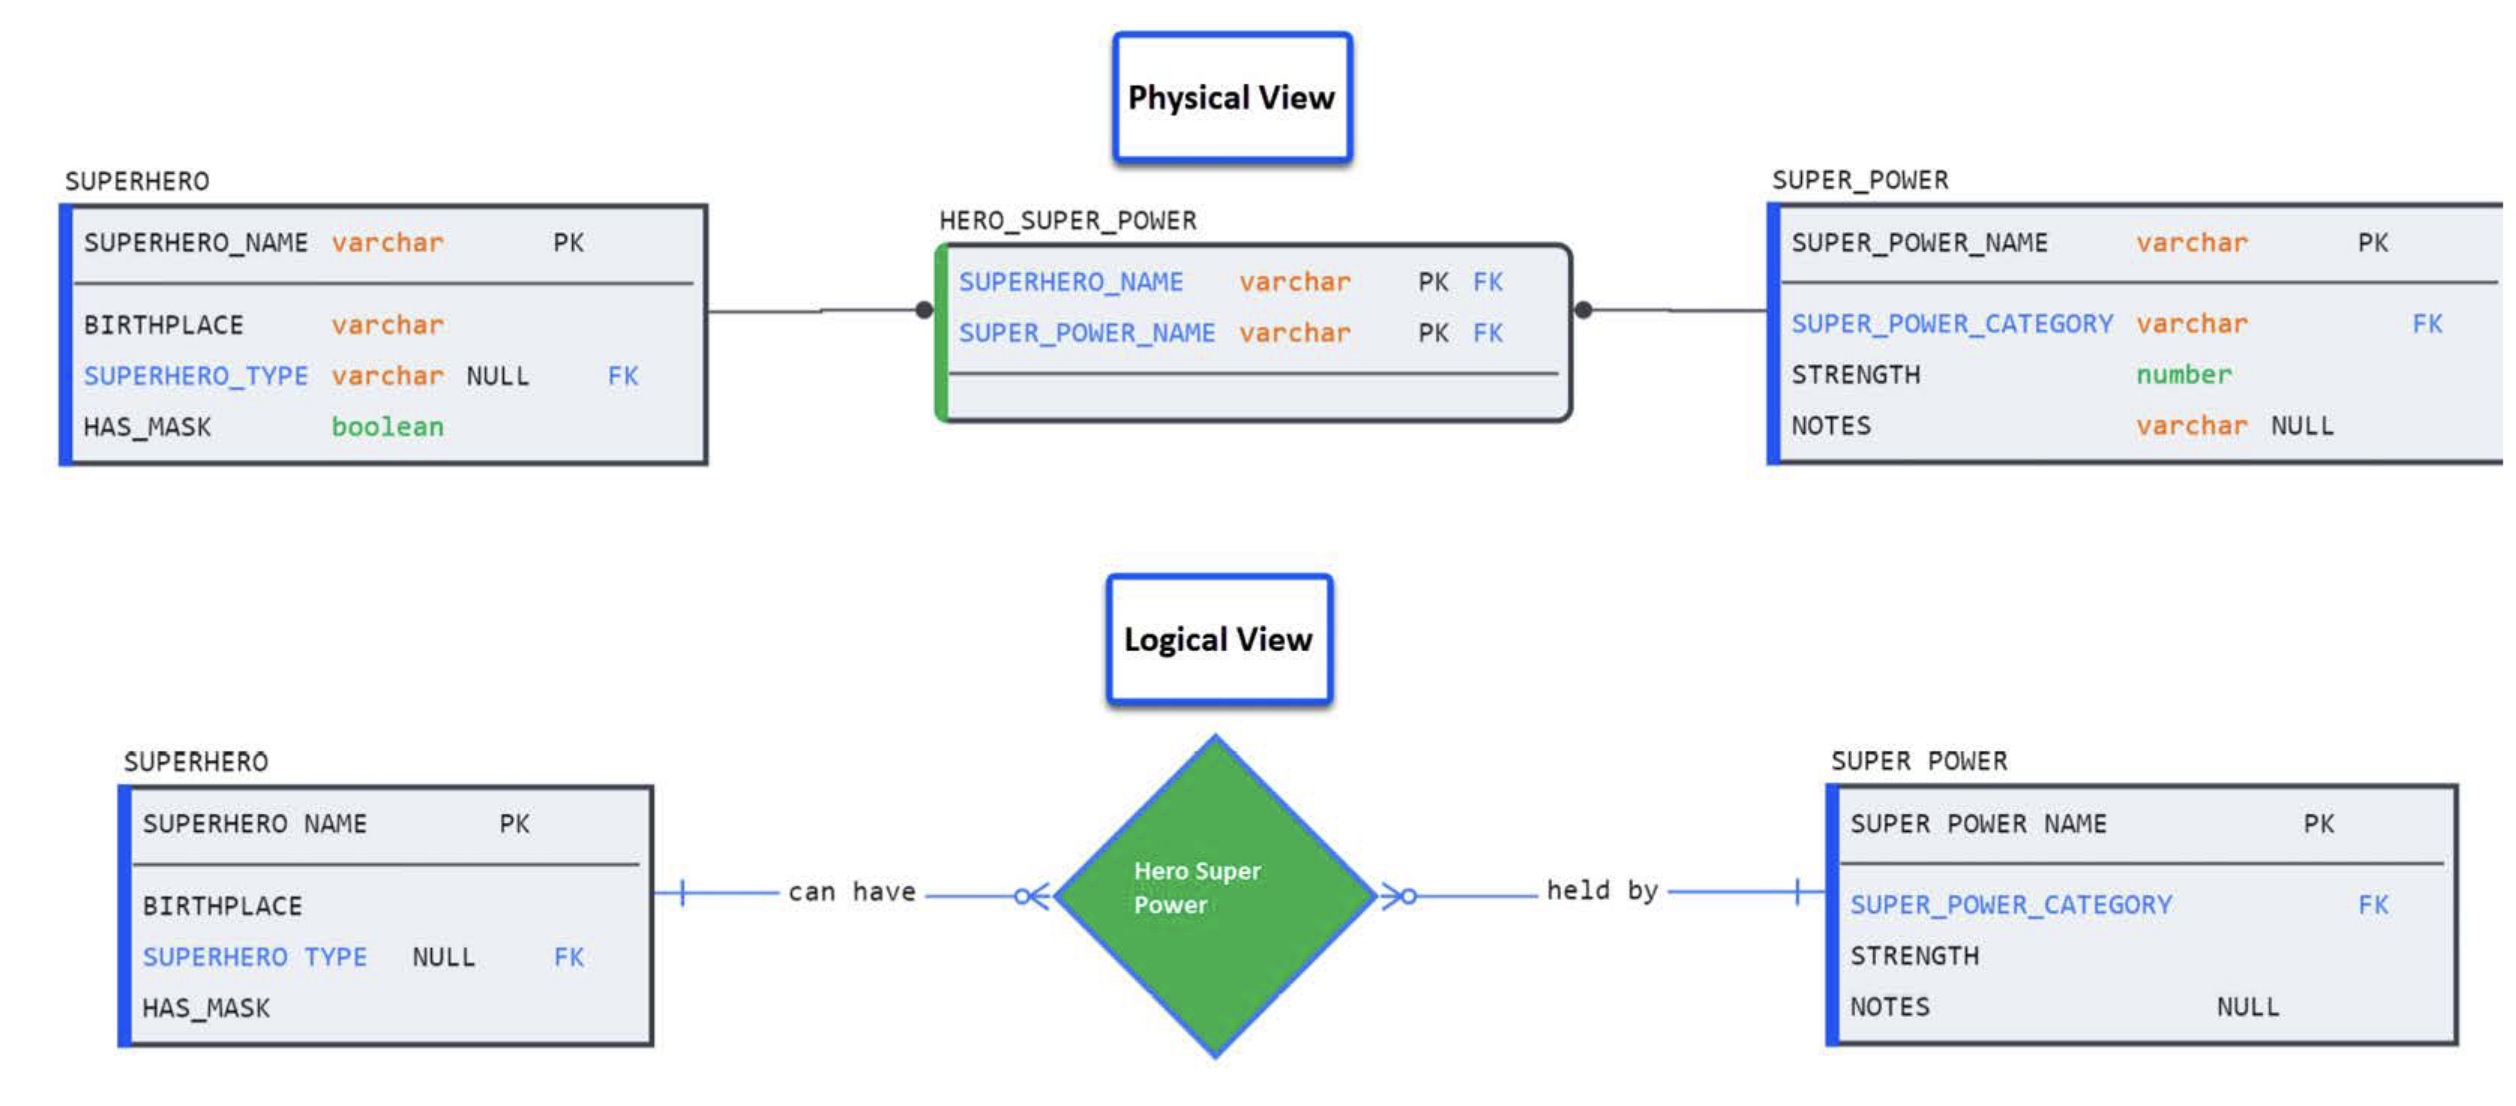 Physical View
SUPERHERO
SUPERHERO_NAME varchar PK
BIRTHPLACE varchar
SUPERHERO_TYPE varchar NULL FK
HAS_MASK boolean
HERO_SUPER_POWER
SUPERHERO_NAME varchar PK FK
SUPER_POWER_NAME varchar PK FK
SUPER_POWER
SUPER_POWER_NAME varchar PK
SUPER_POWER_CATEGORY varchar FK
STRENGTH number
NOTES varchar NULL
Logical View
SUPERHERO
SUPERHERO NAME PK
BIRTHPLACE
SUPERHERO TYPE NULL FK
HAS_MASK
can have
Hero Super
Power
held by
SUPER POWER
SUPER POWER NAME PK
SUPER_POWER_CATEGORY FK
STRENGTH
NOTES NULL